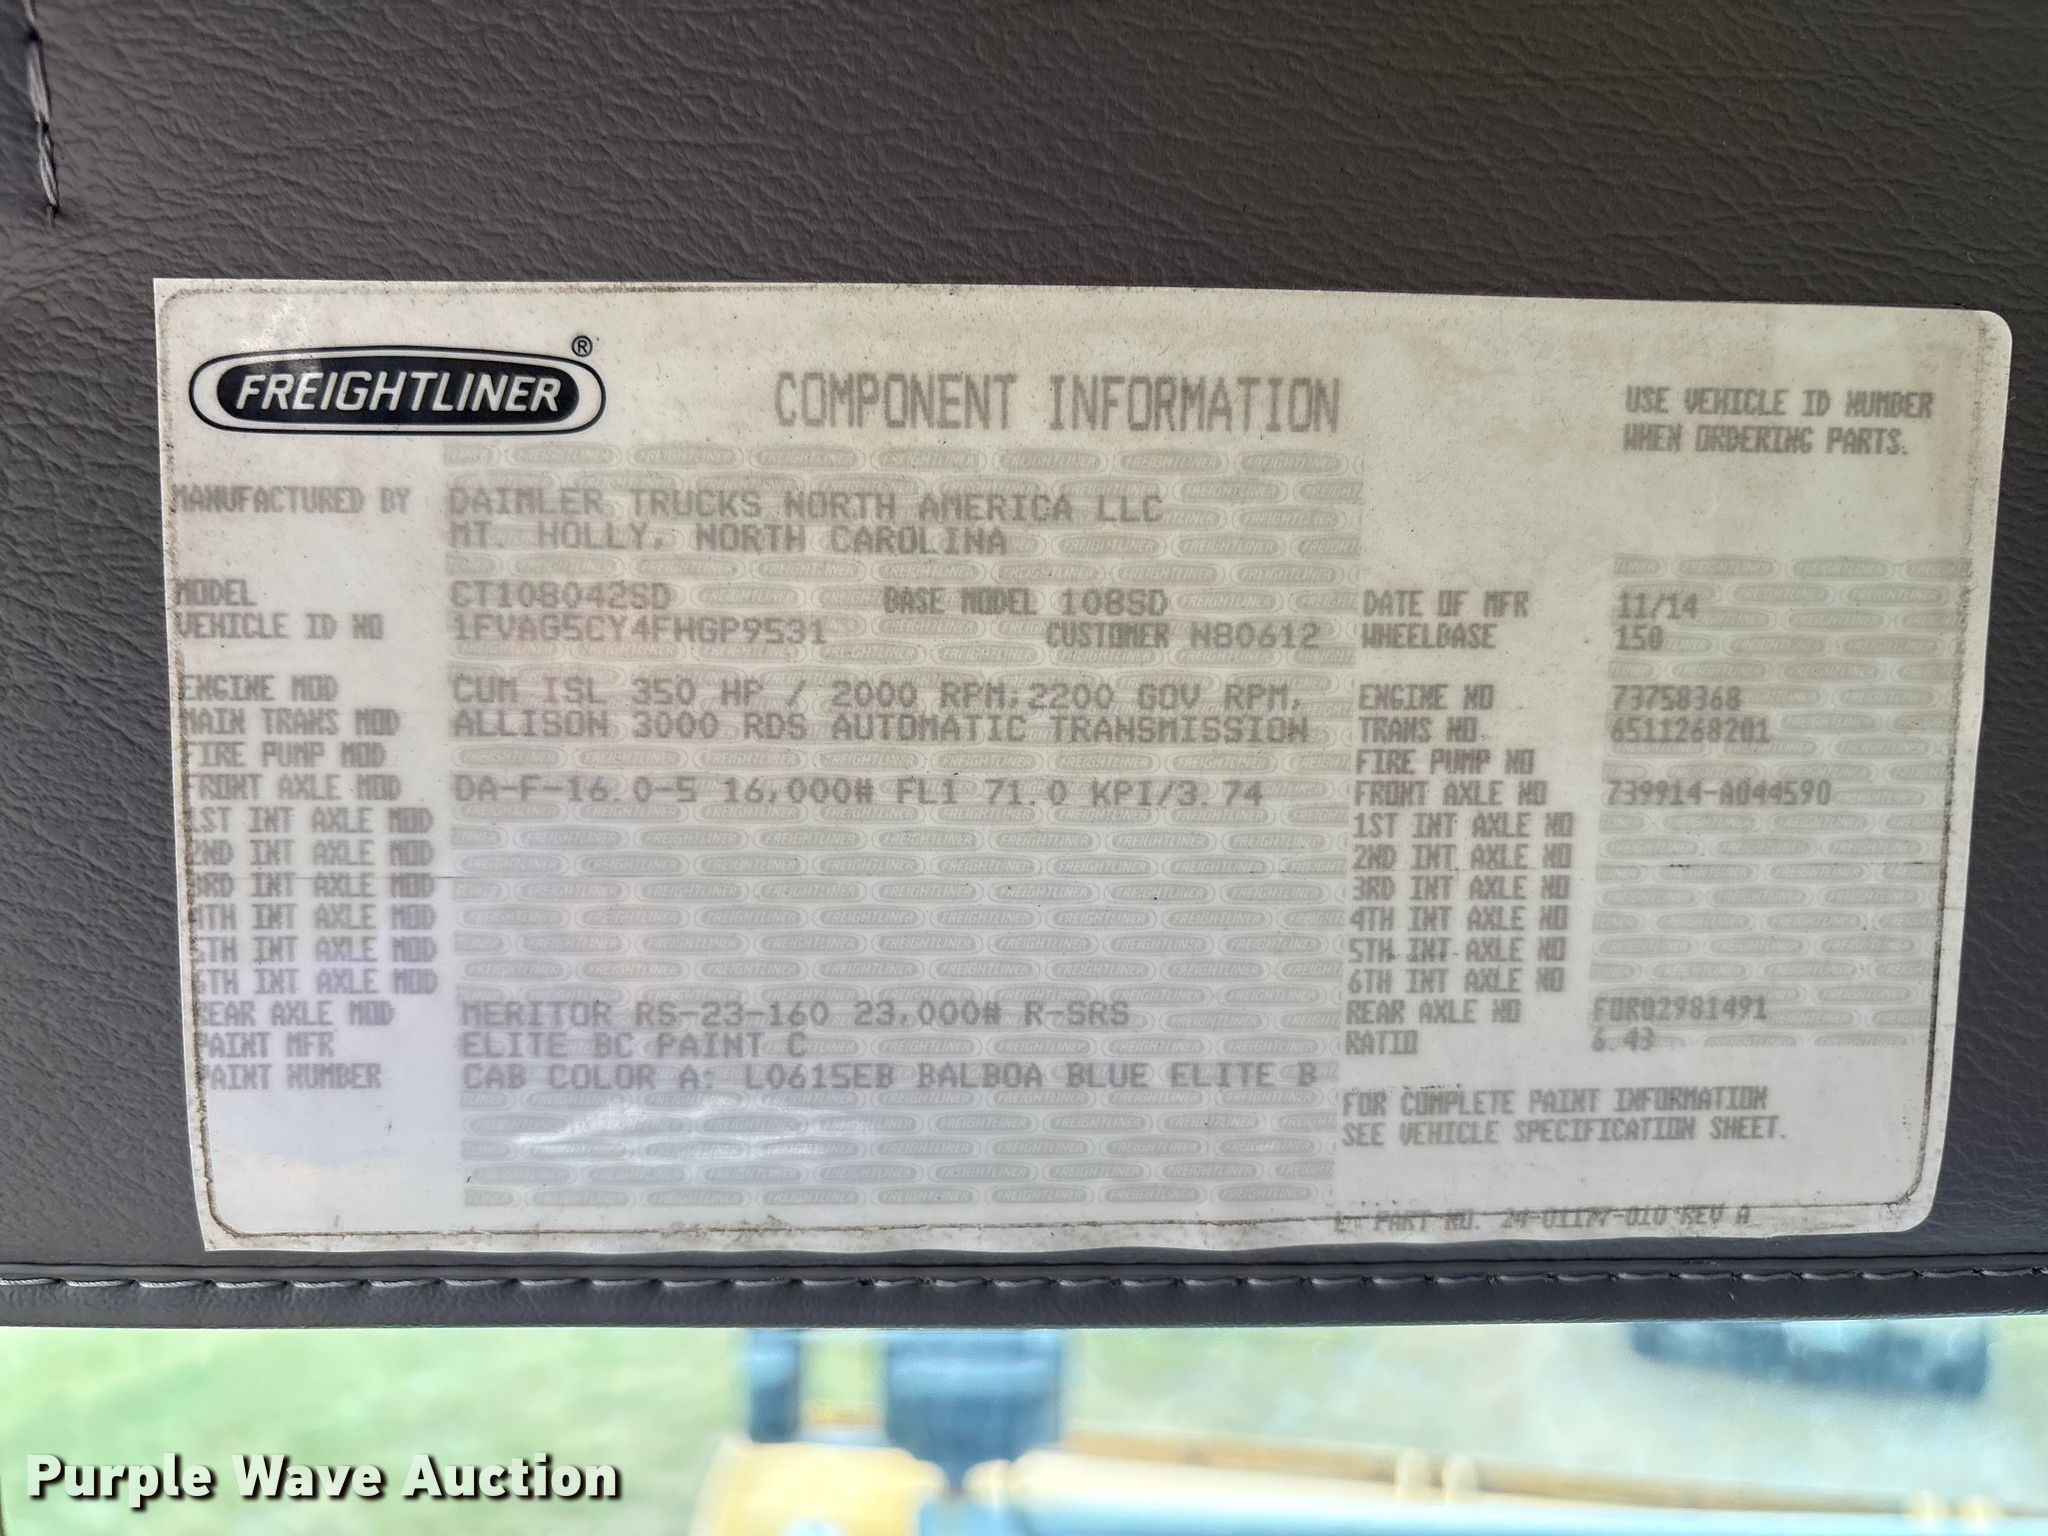 FREIGHTLINER ®
COMPONENT INFORMATION
USE VEHICLE ID NUMBER
WHEN ORDERING PARTS.
MANUFACTURED BY DAIMLER TRUCKS NORTH AMERICA LLC
MT. HOLLY, NORTH CAROLINA
MODEL CT108042SD BASE MODEL 108SD DATE OF MFR 11/14
VEHICLE ID NO 1FVAG5CY4FHGP9531 CUSTOMER N80612 WHEELBASE 150
ENGINE MOD CUM ISL 350 HP / 2000 RPM,2200 GOV RPM, ENGINE NO 73758368
MAIN TRANS MOD ALLISON 3000 RDS AUTOMATIC TRANSMISSION TRANS NO 6511268201
FIRE PUMP MOD FIRE PUMP NO
FRONT AXLE MOD DA-F-16.0-5 16,000# FL1 71.0 KPI/3.74 FRONT AXLE NO 739914-A044590
1ST INT AXLE MOD 1ST INT AXLE NO
2ND INT AXLE MOD 2ND INT AXLE NO
3RD INT AXLE MOD 3RD INT AXLE NO
4TH INT AXLE MOD 4TH INT AXLE NO
5TH INT AXLE MOD 5TH INT AXLE NO
6TH INT AXLE MOD 6TH INT AXLE NO
REAR AXLE MOD MERITOR RS-23-160 23,000# R-SRS REAR AXLE NO FOR02981491
PAINT MFR ELITE BC PAINT C RATIO 6.43
PAINT NUMBER CAB COLOR A: L0615EB BALBOA BLUE ELITE B
FOR COMPLETE PAINT INFORMATION
SEE VEHICLE SPECIFICATION SHEET.
PART NO. 24-01177-010 REV A
Purple Wave Auction